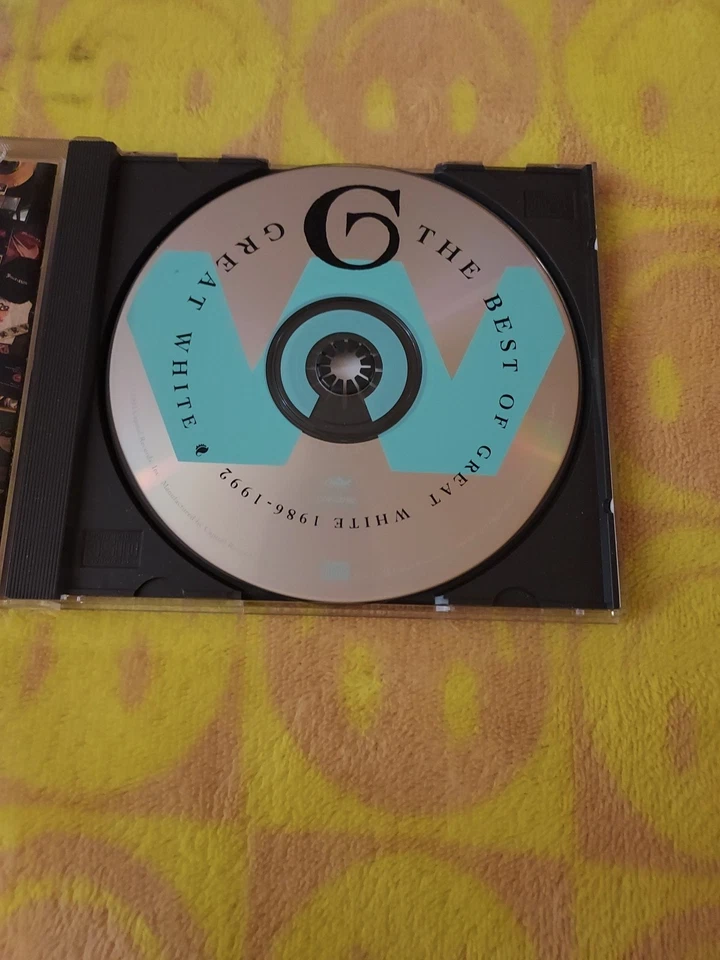 G
W
GREAT WHITE
THE BEST OF GREAT WHITE 1986-1992